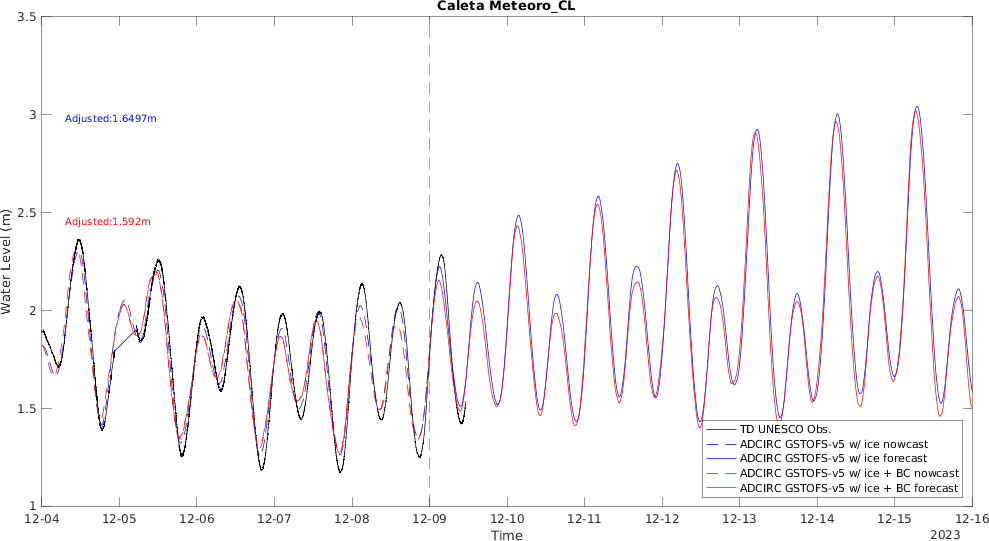 Caleta Meteoro_CL
3.5
3
2.5
2
1.5
1
Water Level (m)
Adjusted:1.6497m
Adjusted:1.592m
TD UNESCO Obs.
ADCIRC GSTOFS-v5 w/ ice nowcast
ADCIRC GSTOFS-v5 w/ ice forecast
ADCIRC GSTOFS-v5 w/ ice + BC nowcast
ADCIRC GSTOFS-v5 w/ ice + BC forecast
12-04 12-05 12-06 12-07 12-08 12-09 12-10 12-11 12-12 12-13 12-14 12-15 12-16
Time
2023